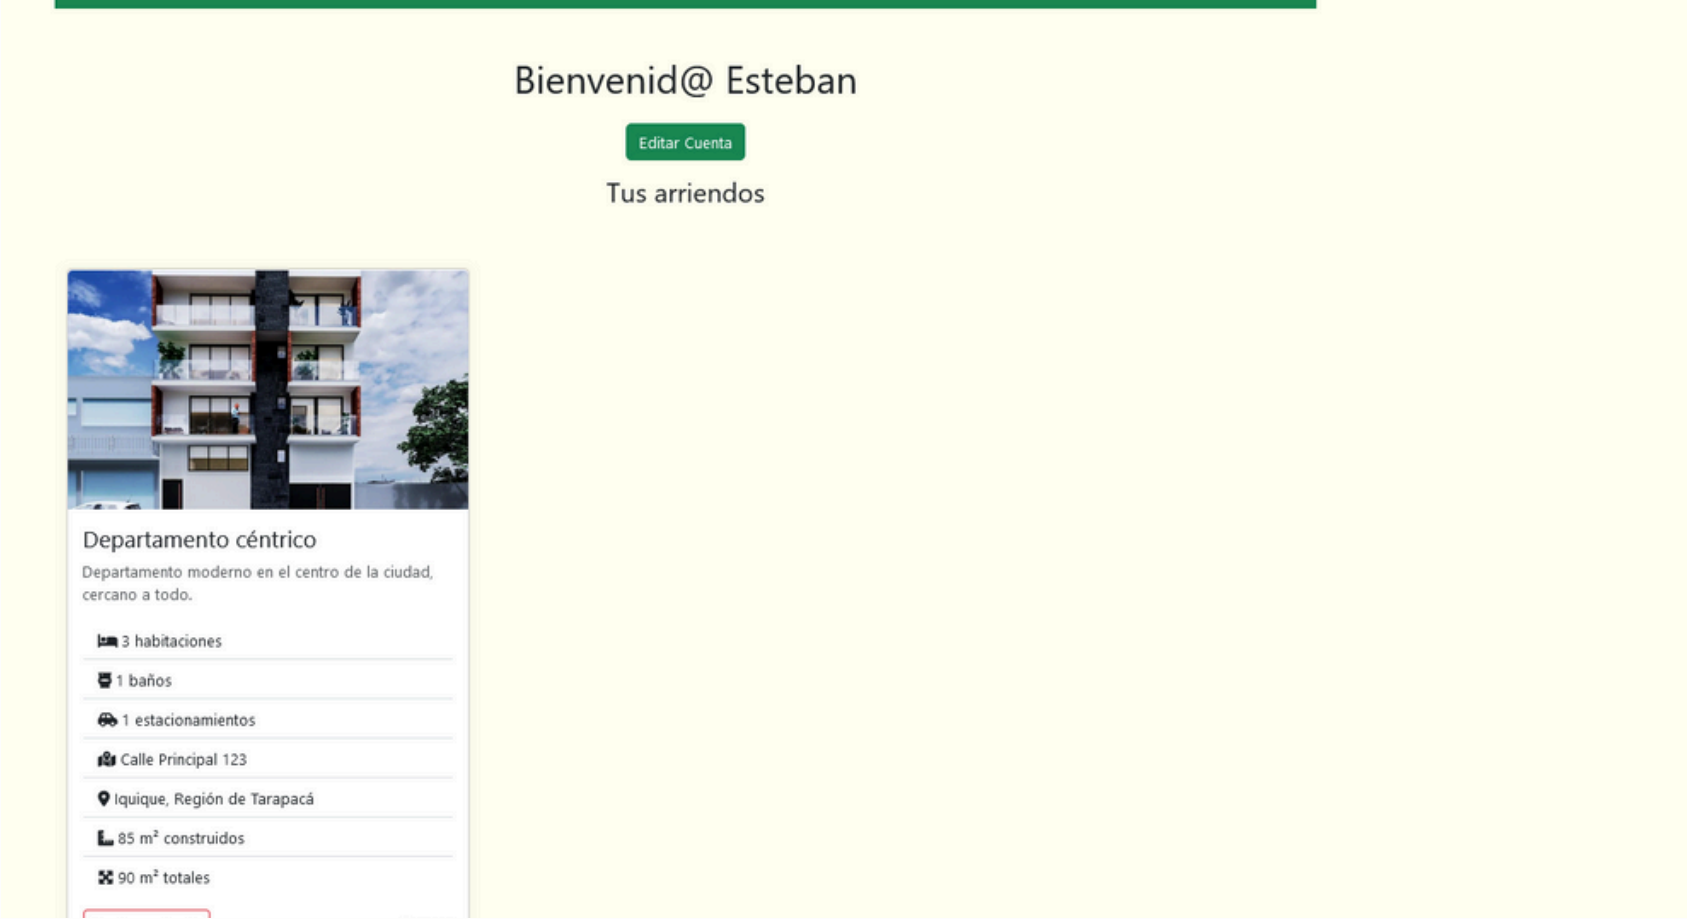 Bienvenid@ Esteban
Editar Cuenta
Tus arriendos
Departamento céntrico
Departamento moderno en el centro de la ciudad,
cercano a todo.
3 habitaciones
1 baños
1 estacionamientos
Calle Principal 123
Iquique, Región de Tarapacá
85 m² construidos
90 m² totales